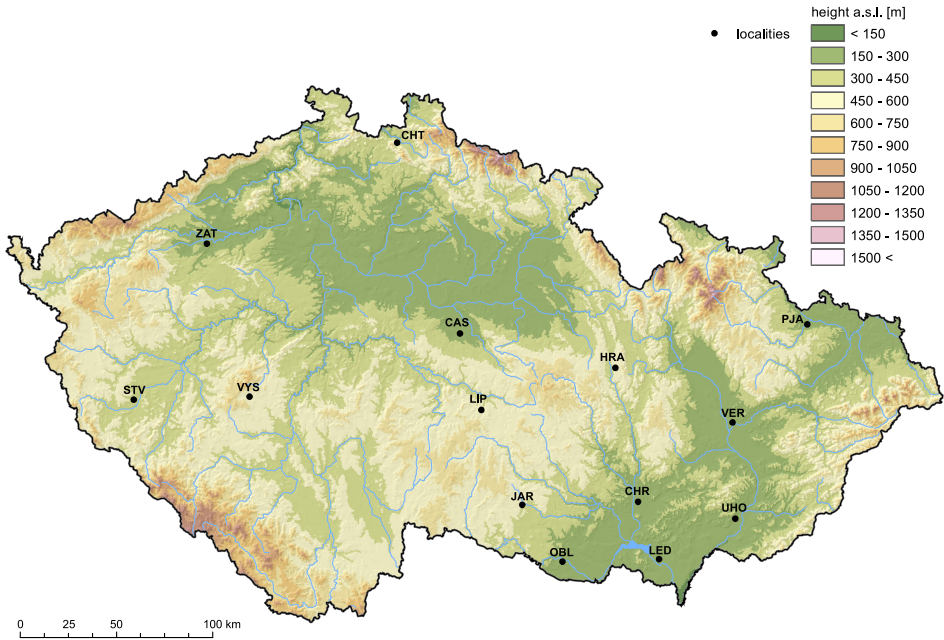 height a.s.l. [m]
localities
< 150
150 - 300
300 - 450
450 - 600
600 - 750
750 - 900
900 - 1050
1050 - 1200
1200 - 1350
1350 - 1500
1500 <
CHT
ZAT
PJA
CAS
HRA
STV
VYS
LIP
VER
JAR
CHR
UHO
OBL
LED
0 25 50 100 km